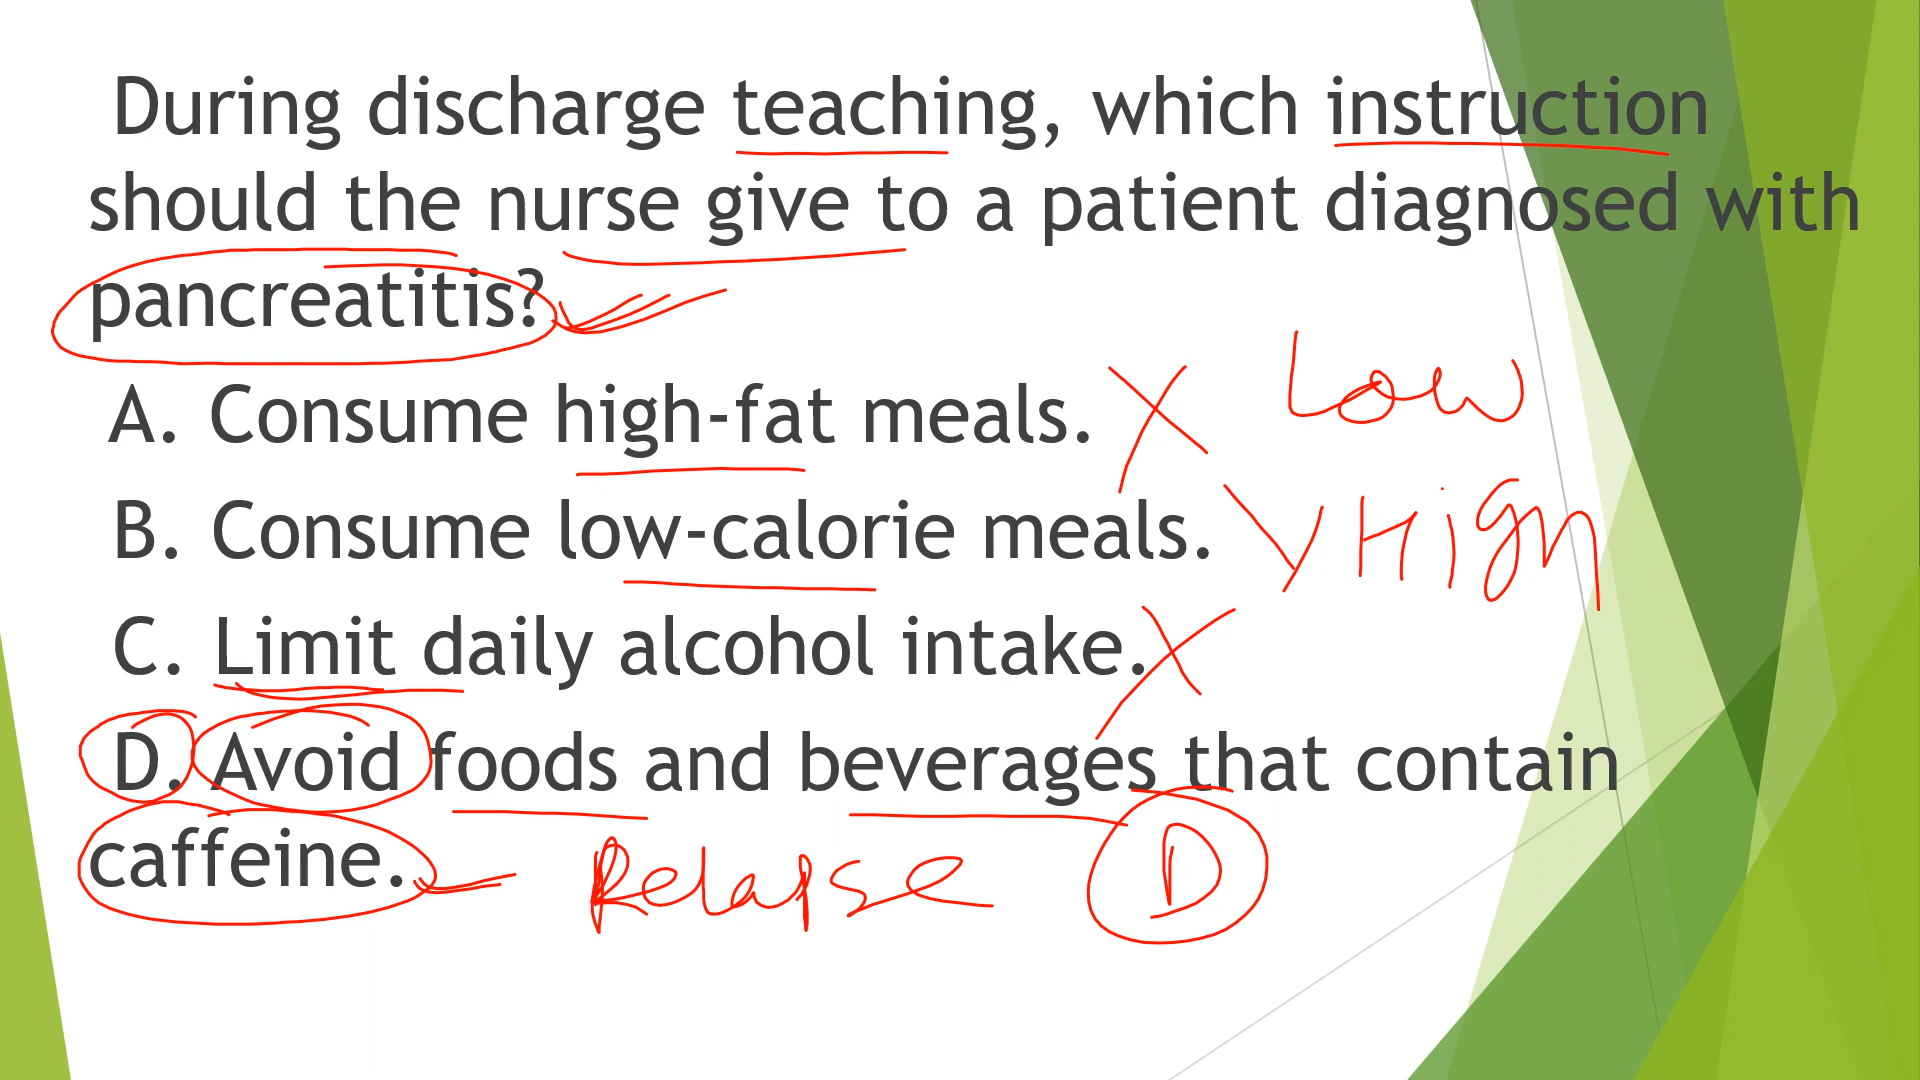 During discharge teaching, which instruction
should the nurse give to a patient diagnosed with
pancreatitis?
A. Consume high-fat meals. X Low
B. Consume low-calorie meals. High
C. Limit daily alcohol intake. X
D. Avoid foods and beverages that contain
caffeine. Relapse D